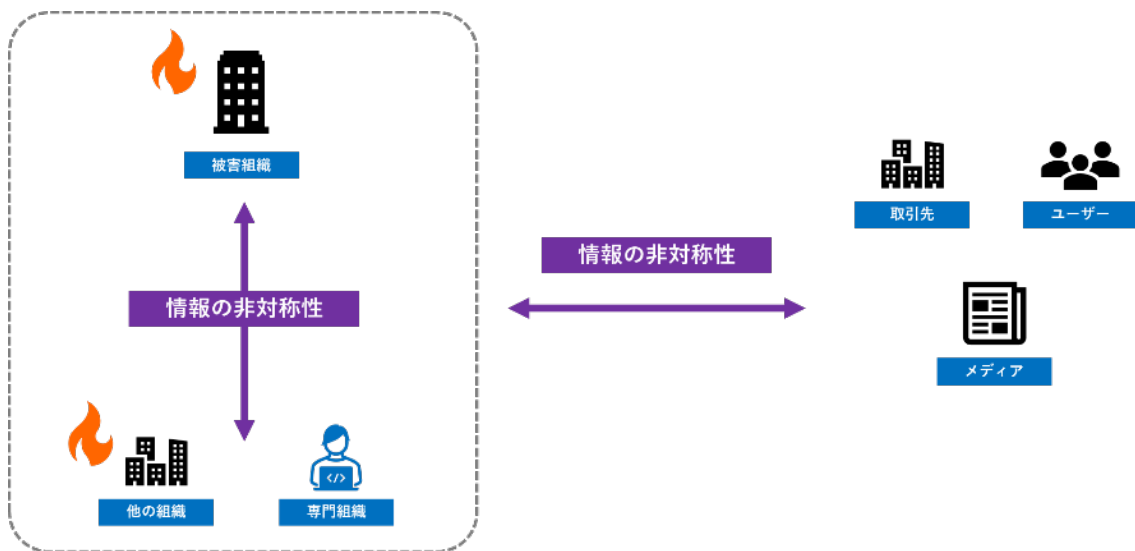 被害組織
情報の非対称性
他の組織
専門組織
情報の非対称性
取引先
ユーザー
メディア